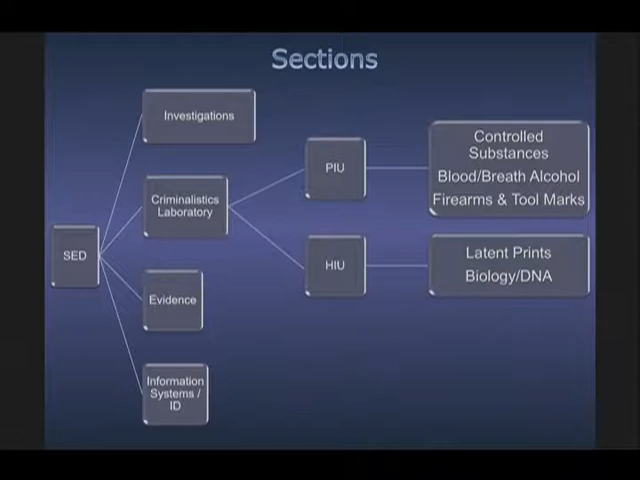 Sections
Investigations
Criminalistics
Laboratory
SED
Evidence
Information
Systems /
ID
PIU
HIU
Controlled
Substances
Blood/Breath Alcohol
Firearms & Tool Marks
Latent Prints
Biology/DNA